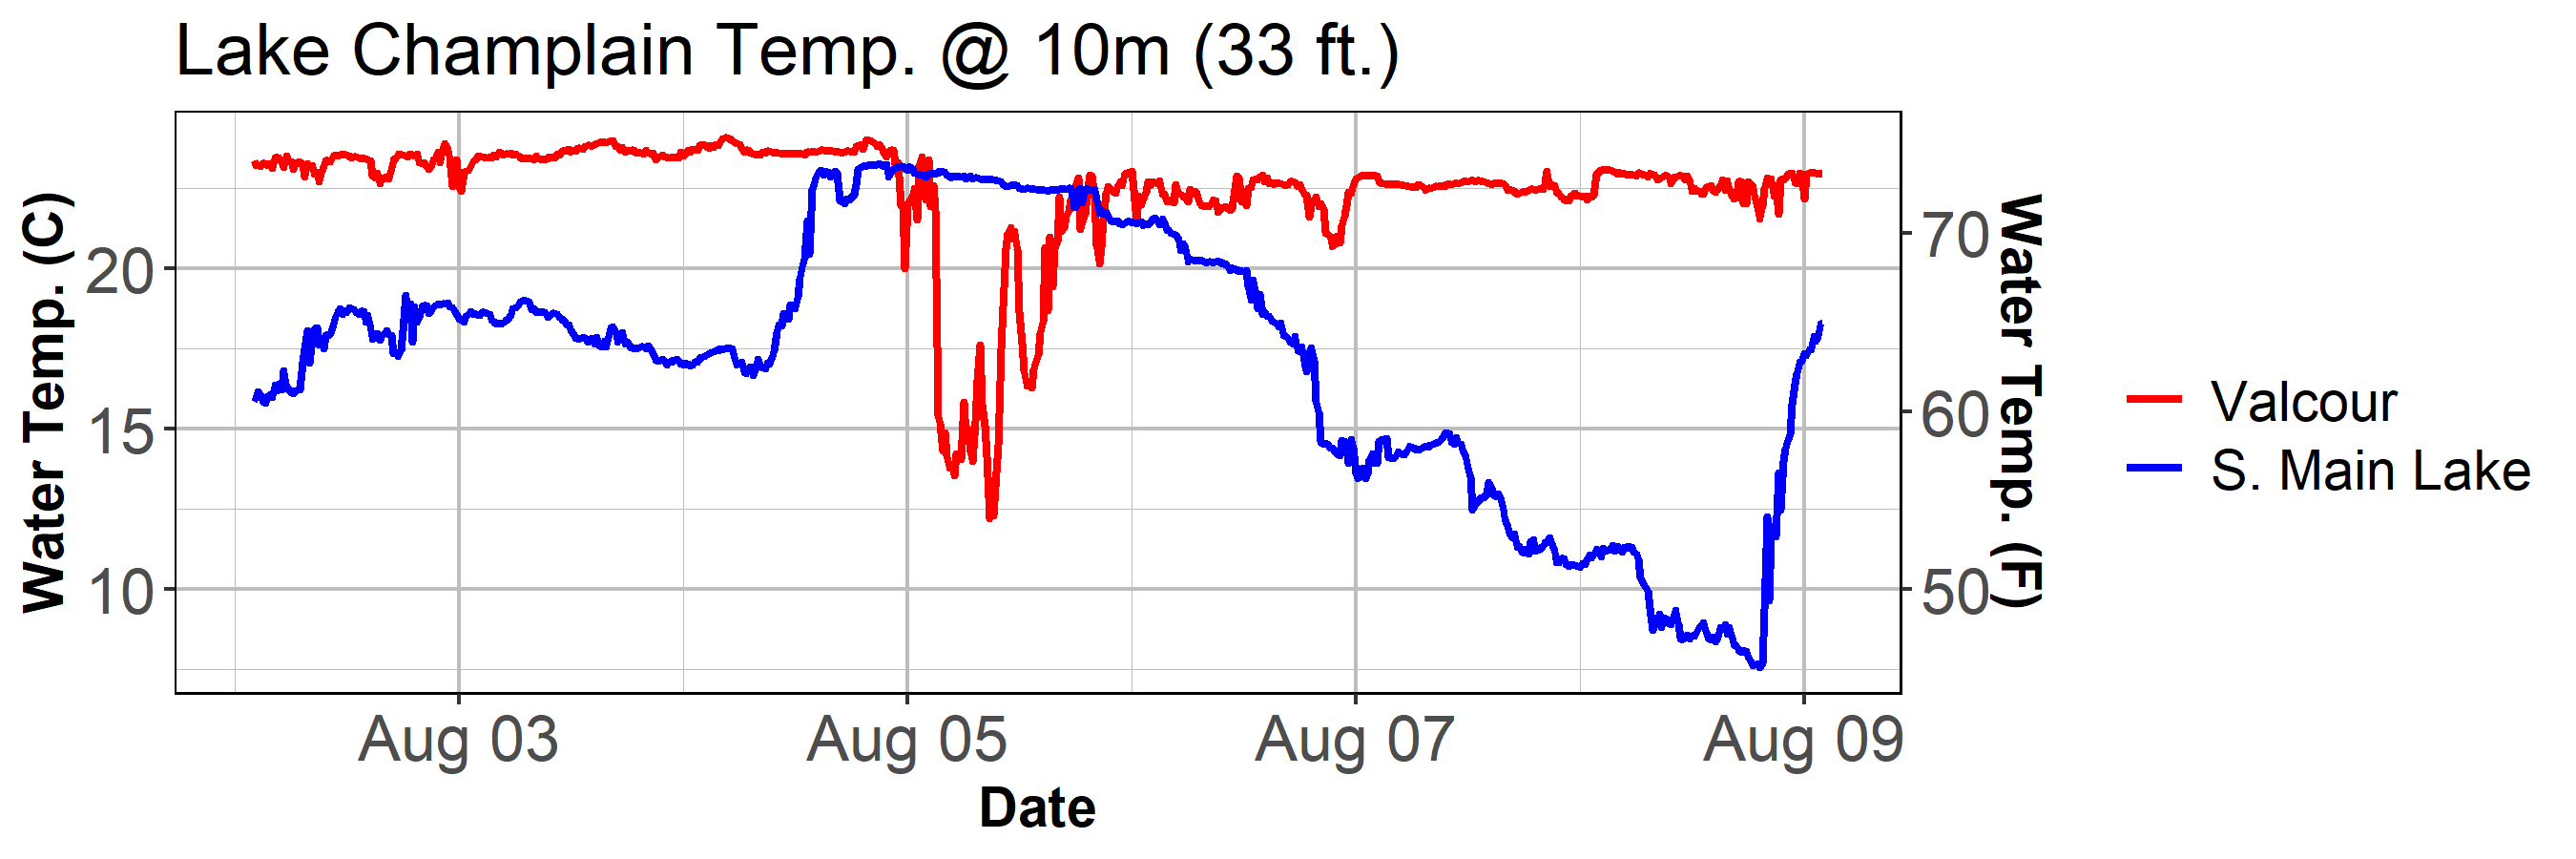 Lake Champlain Temp. @ 10m (33 ft.)
Water Temp. (C)
20
15
10
70
60
50
Water Temp. (F)
Aug 03 Aug 05 Aug 07 Aug 09
Date
Valcour
S. Main Lake